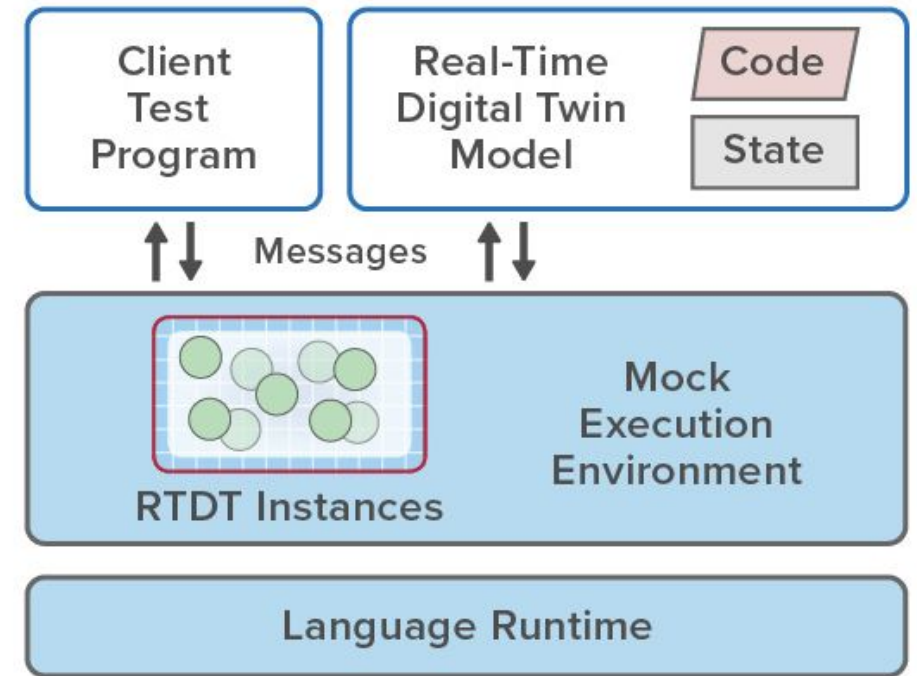 Client
Test
Program
Real-Time
Digital Twin
Model
Code
State
Messages
RTDT Instances
Mock
Execution
Environment
Language Runtime